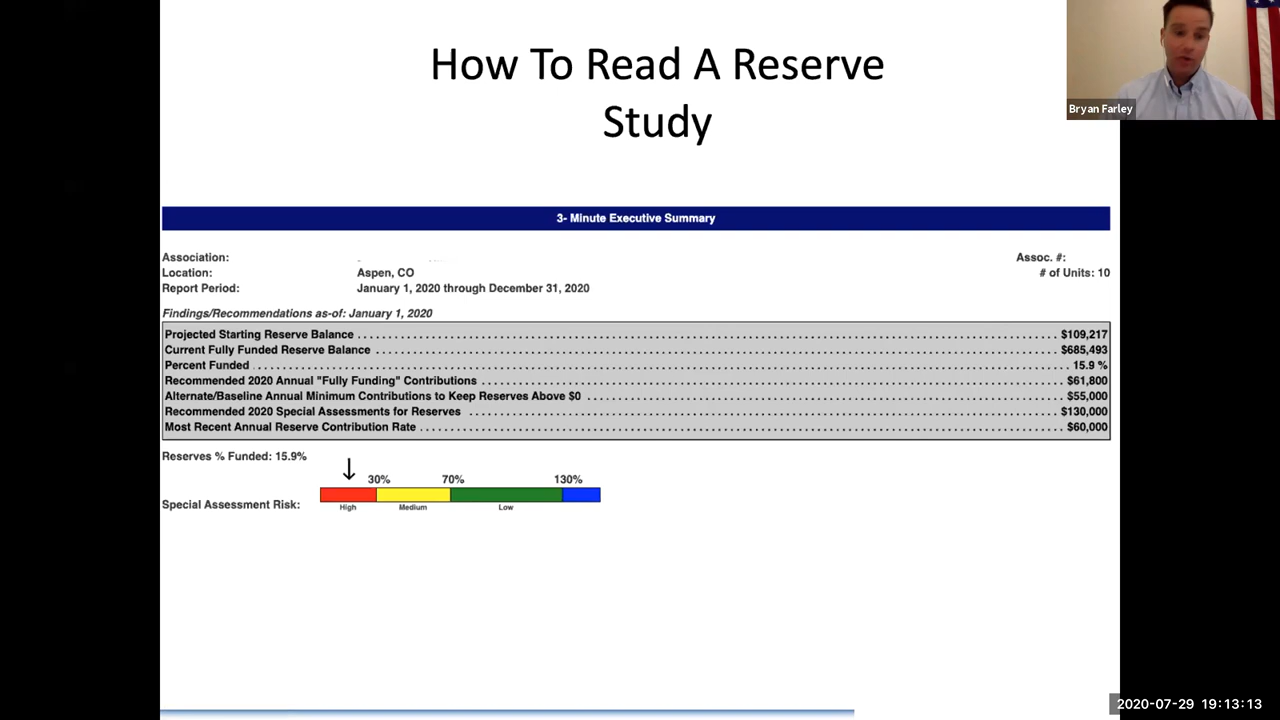 How To Read A Reserve
Study
Bryan Farley
3- Minute Executive Summary
Association:
Assoc. #:
Location: Aspen, CO
# of Units: 10
Report Period: January 1, 2020 through December 31, 2020
Findings/Recommendations as-of: January 1, 2020
Projected Starting Reserve Balance $109,217
Current Fully Funded Reserve Balance $685,493
Percent Funded 15.9 %
Recommended 2020 Annual "Fully Funding" Contributions $61,800
Alternate/Baseline Annual Minimum Contributions to Keep Reserves Above $0 $55,000
Recommended 2020 Special Assessments for Reserves $130,000
Most Recent Annual Reserve Contribution Rate $60,000
Reserves % Funded: 15.9%
30% 70% 130%
Special Assessment Risk:
High Medium Low
2020-07-29 19:13:13